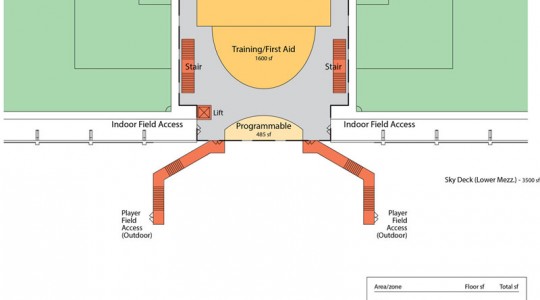 Training/First Aid
1600 sf
Stair
Stair
Lift
Indoor Field Access
Programmable
485 sf
Indoor Field Access
Sky Deck (Lower Mezz.) - 3500 sf
Player
Field
Access
(Outdoor)
Player
Field
Access
(Outdoor)
Area/zone Floor sf Total sf